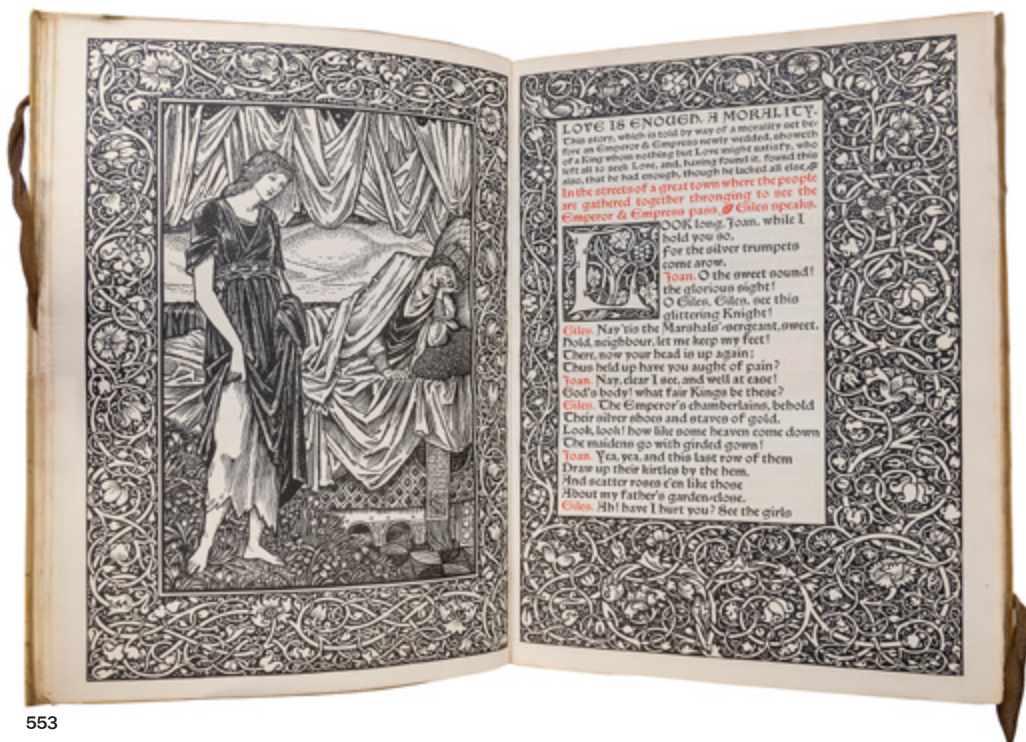 LOVE IS ENOUGH. A MORALITY.
This story, which is told by way of a morality set be-
fore an Emperor & Empress newly wedded, showeth
of a King whom nothing but Love might satisfy, who
left all to seek Love, and, having found it, found this
also, that he had enough, though he lacked all else.
In the streets of a great town where the people
are gathered together thronging to see the
Emperor & Empress pass. Giles speaks.
LOOK long, Joan, while I
hold you so,
For the silver trumpets
come arow.
Joan. O the sweet sound!
the glorious sight!
O Giles, Giles, see this
glittering Knight!
Giles. Nay 'tis the Marshals'-sergeant, sweet.
Hold, neighbour, let me keep my feet!
There, now your head is up again;
Thus held up have you aught of pain?
Joan. Nay, clear I see, and well at ease!
God's body! what fair Kings be these?
Giles. The Emperor's chamberlains, behold
Their silver shoes and staves of gold.
Look, look! how like some heaven come down
The maidens go with girded gown!
Joan. Yea, yea, and this last row of them
Draw up their kirtles by the hem,
And scatter roses e'en like those
About my father's garden-close.
Giles. Ah! have I hurt you? See the girls
553